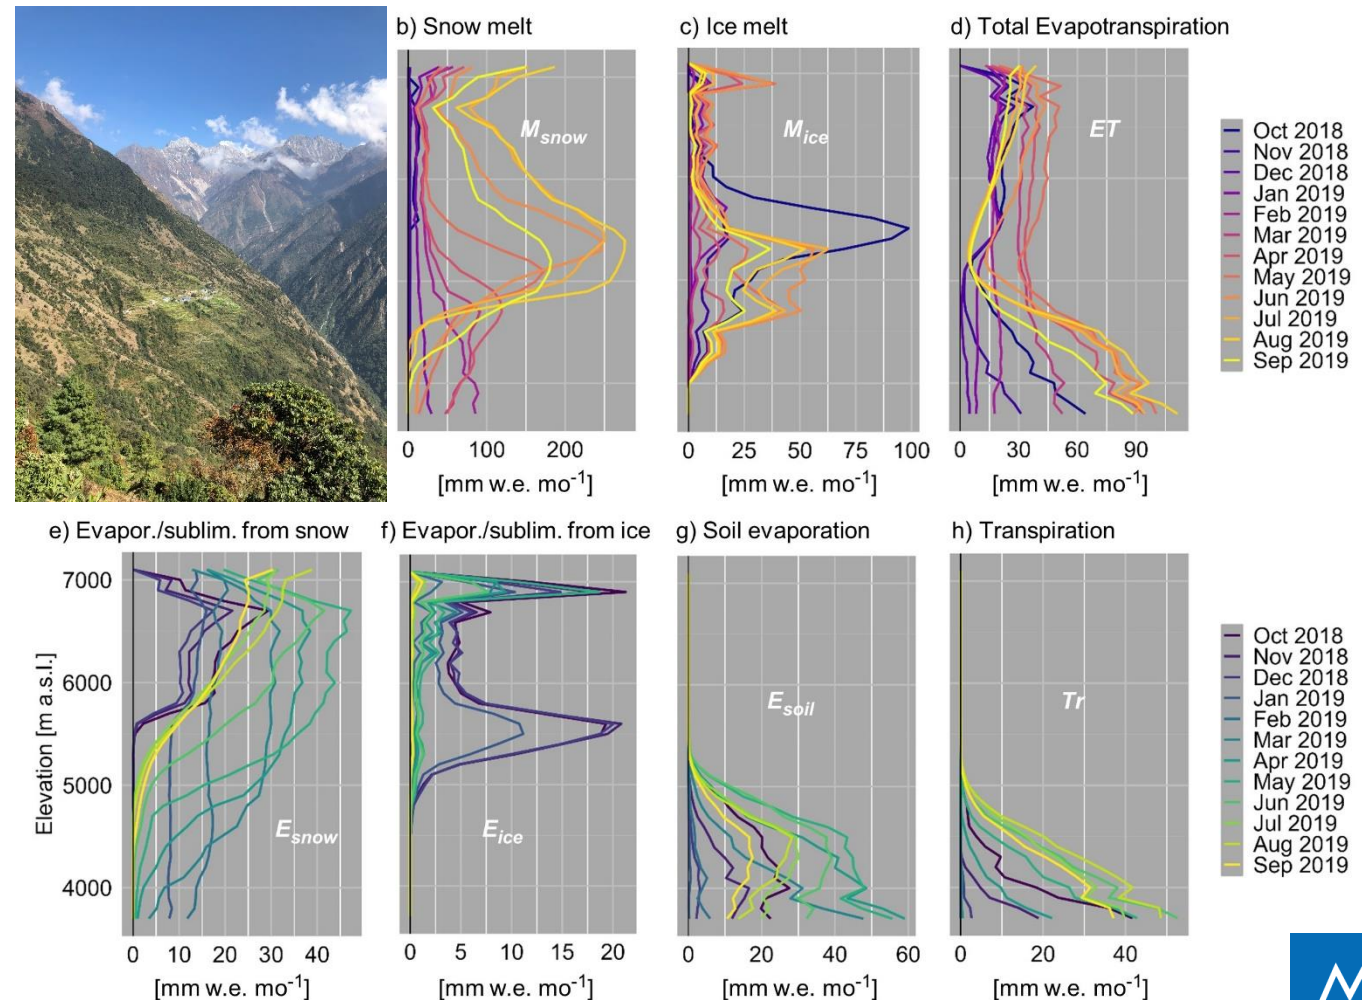 b) Snow melt
c) Ice melt
d) Total Evapotranspiration
M_snow
M_ice
ET
Oct 2018
Nov 2018
Dec 2018
Jan 2019
Feb 2019
Mar 2019
Apr 2019
May 2019
Jun 2019
Jul 2019
Aug 2019
Sep 2019
0 100 200
0 25 50 75 100
0 30 60 90
[mm w.e. mo⁻¹]
[mm w.e. mo⁻¹]
[mm w.e. mo⁻¹]
e) Evapor./sublim. from snow
f) Evapor./sublim. from ice
g) Soil evaporation
h) Transpiration
7000
6000
5000
4000
Elevation [m a.s.l.]
E_snow
E_ice
E_soil
Tr
Oct 2018
Nov 2018
Dec 2018
Jan 2019
Feb 2019
Mar 2019
Apr 2019
May 2019
Jun 2019
Jul 2019
Aug 2019
Sep 2019
0 10 20 30 40
0 5 10 15 20
0 20 40 60
0 20 40
[mm w.e. mo⁻¹]
[mm w.e. mo⁻¹]
[mm w.e. mo⁻¹]
[mm w.e. mo⁻¹]